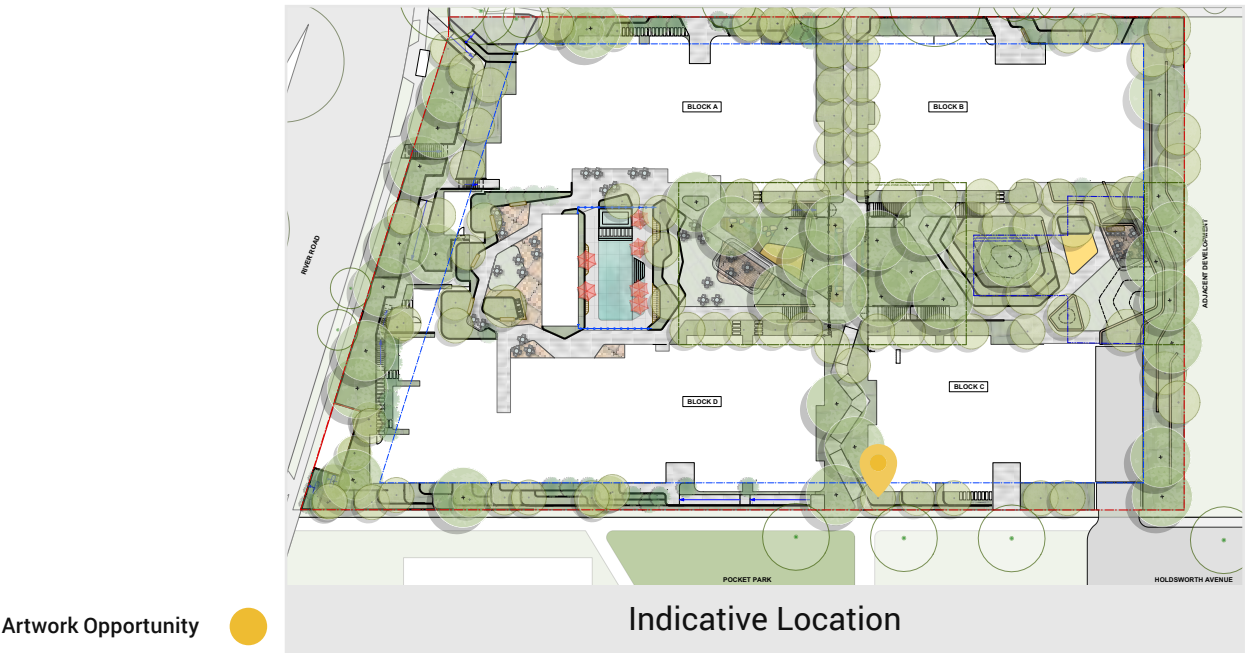 BLOCK A
BLOCK B
RIVER ROAD
ADJACENT DEVELOPMENT
BLOCK D
BLOCK C
POCKET PARK
HOLDSWORTH AVENUE
Artwork Opportunity
Indicative Location